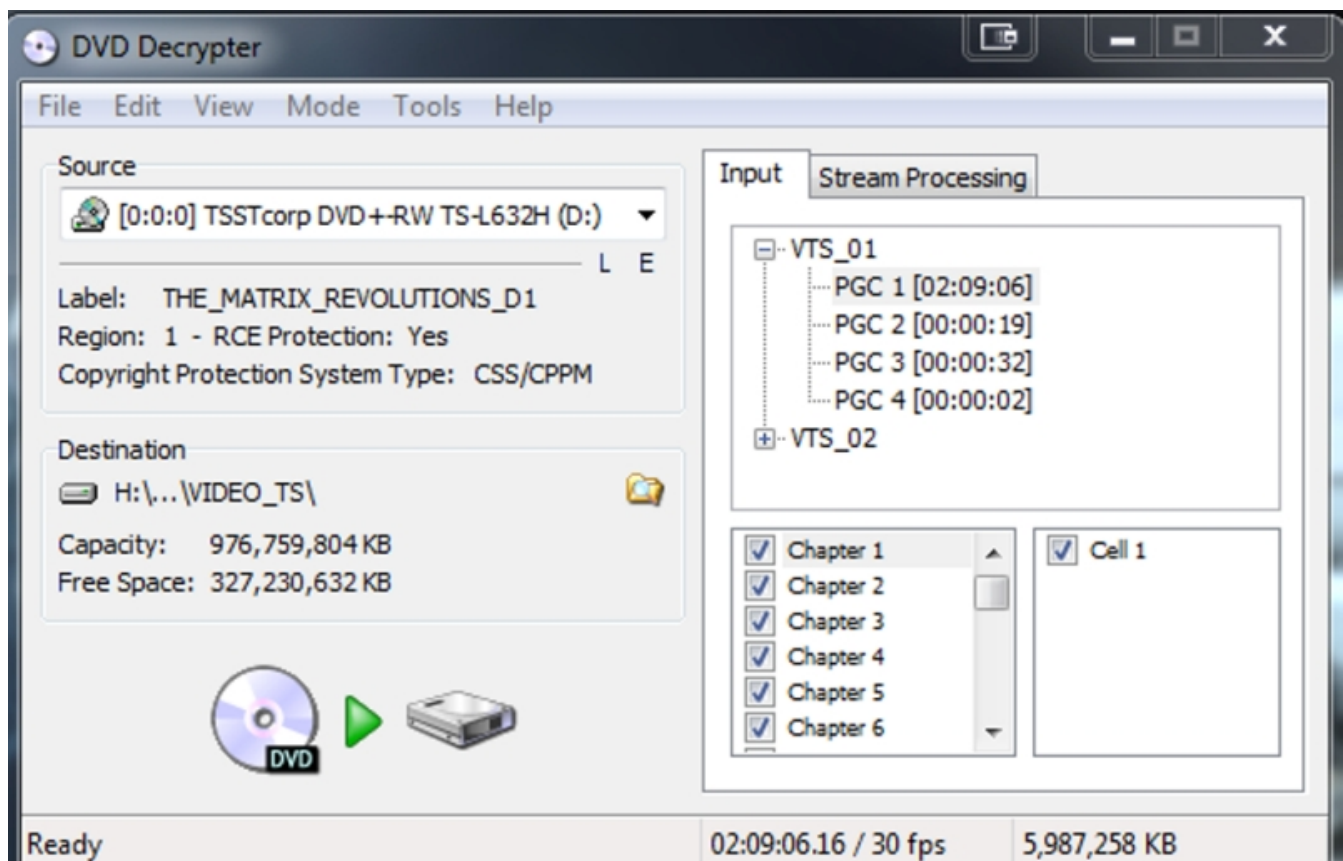 DVD Decrypter
File Edit View Mode Tools Help
Source
[0:0:0] TSSTcorp DVD+-RW TS-L632H (D:)
L E
Label: THE_MATRIX_REVOLUTIONS_D1
Region: 1 - RCE Protection: Yes
Copyright Protection System Type: CSS/CPPM
Destination
H:\...\VIDEO_TS\
Capacity: 976,759,804 KB
Free Space: 327,230,632 KB
DVD
Input Stream Processing
VTS_01
PGC 1 [02:09:06]
PGC 2 [00:00:19]
PGC 3 [00:00:32]
PGC 4 [00:00:02]
VTS_02
Chapter 1
Chapter 2
Chapter 3
Chapter 4
Chapter 5
Chapter 6
Cell 1
Ready 02:09:06.16 / 30 fps 5,987,258 KB